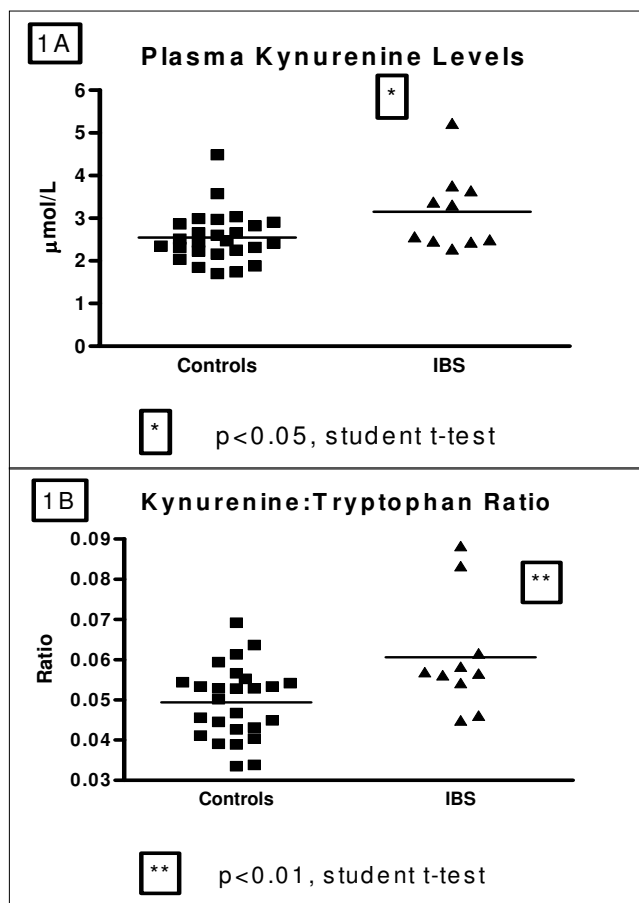 1A
Plasma Kynurenine Levels
*
6
5
4
3
2
1
0
μmol/L
Controls IBS
* p<0.05, student t-test
1B
Kynurenine:Tryptophan Ratio
**
0.09
0.08
0.07
0.06
0.05
0.04
0.03
Ratio
Controls IBS
** p<0.01, student t-test